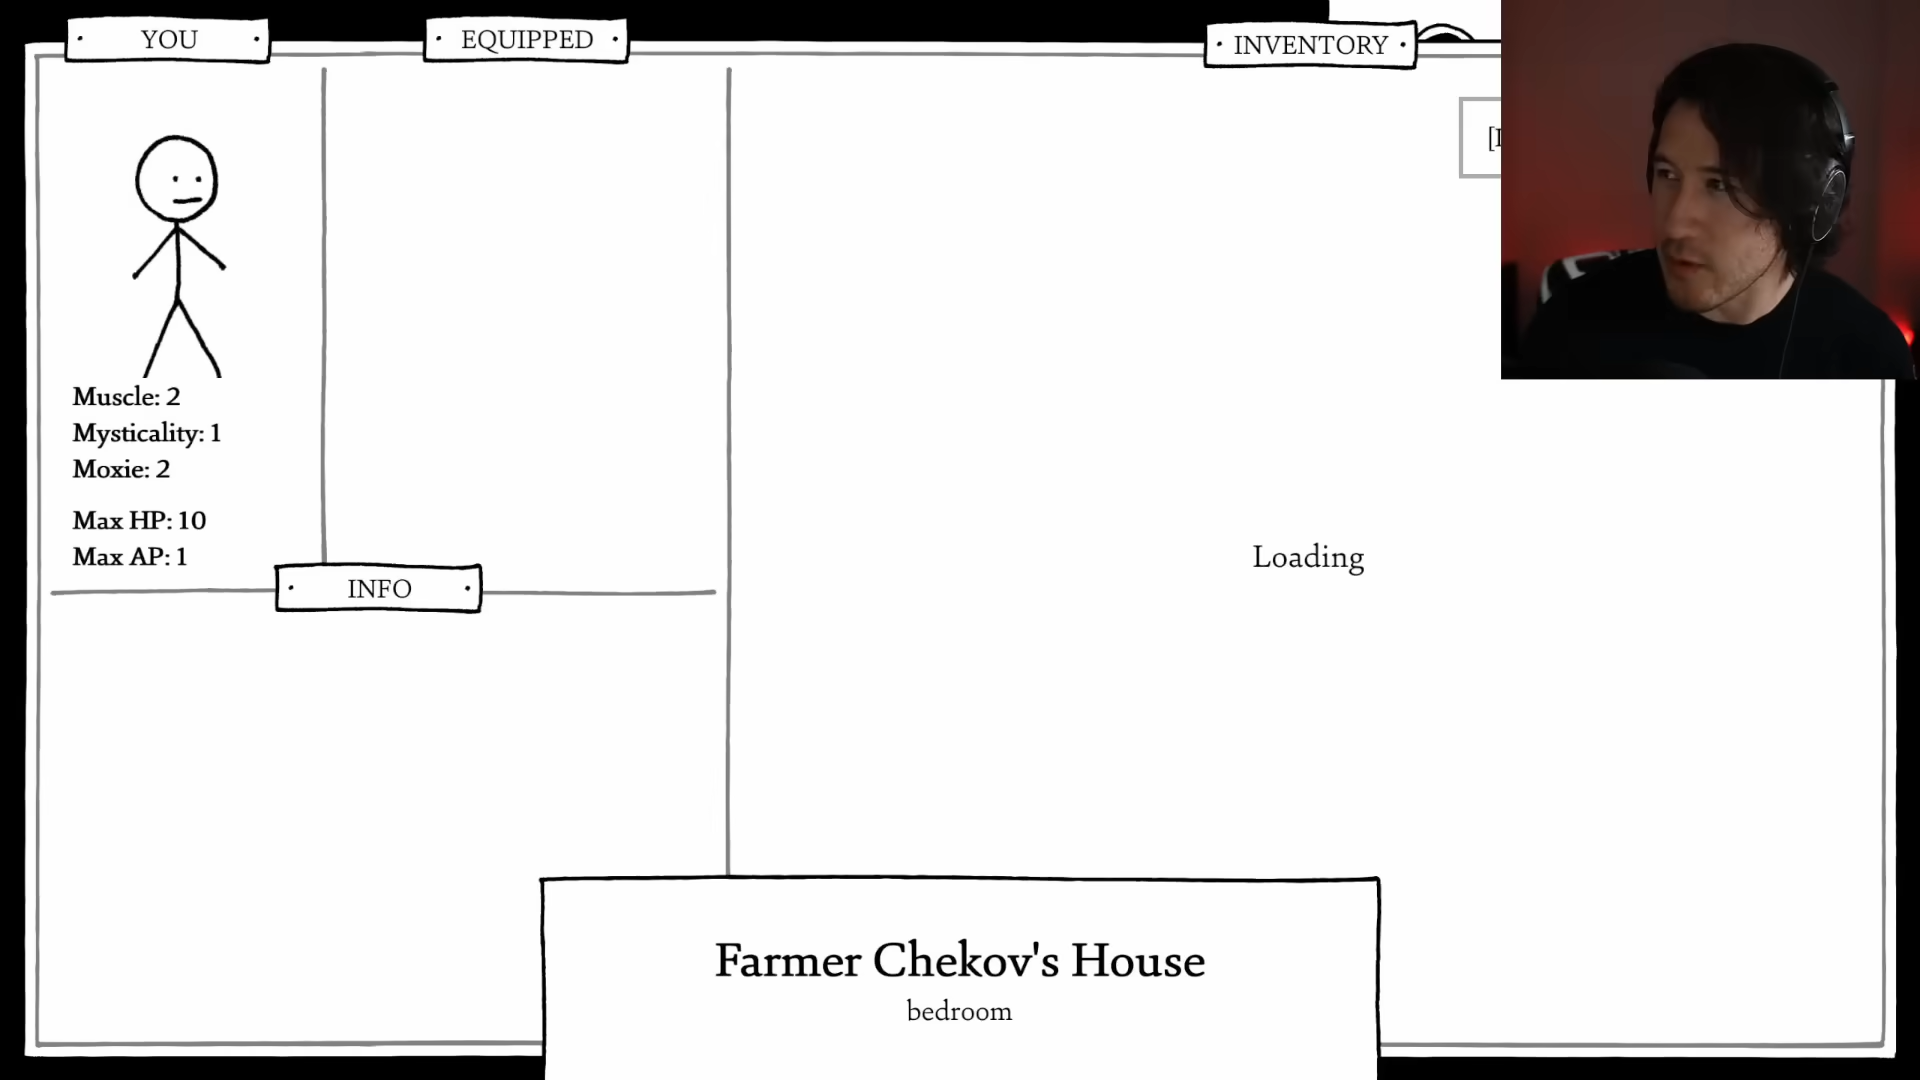 YOU
EQUIPPED
INVENTORY
Muscle: 2
Mysticality: 1
Moxie: 2
Max HP: 10
Max AP: 1
INFO
Loading
Farmer Chekov's House
bedroom